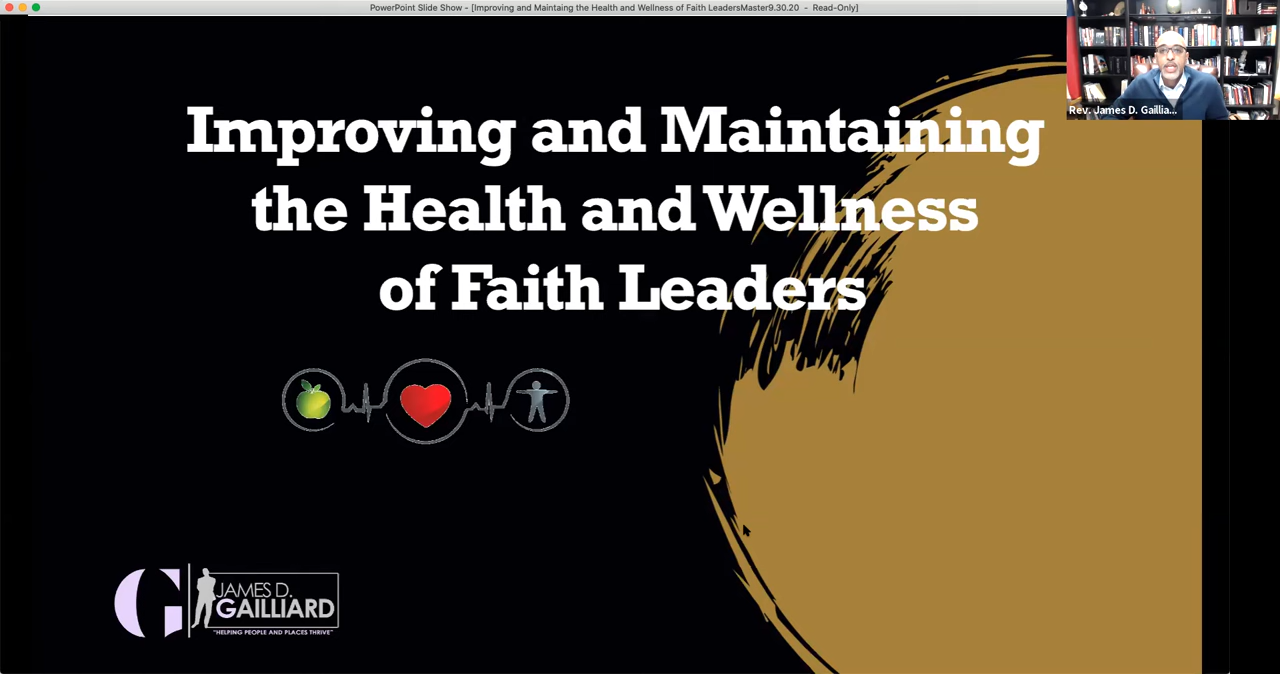 PowerPoint Slide Show - [Improving and Maintaing the Health and Wellness of Faith LeadersMaster9.30.20 - Read-Only]
Rev. James D. Gaillia...
Improving and Maintaining
the Health and Wellness
of Faith Leaders
G
JAMES D.
GAILLIARD
"HELPING PEOPLE AND PLACES THRIVE"